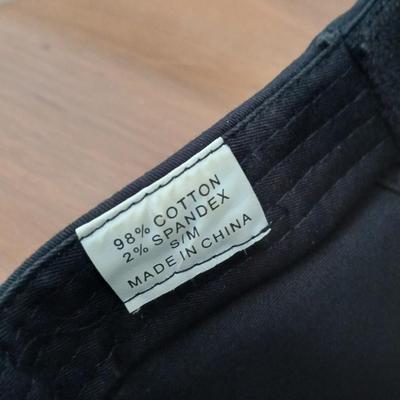 98% COTTON
2% SPANDEX
S/M
MADE IN CHINA